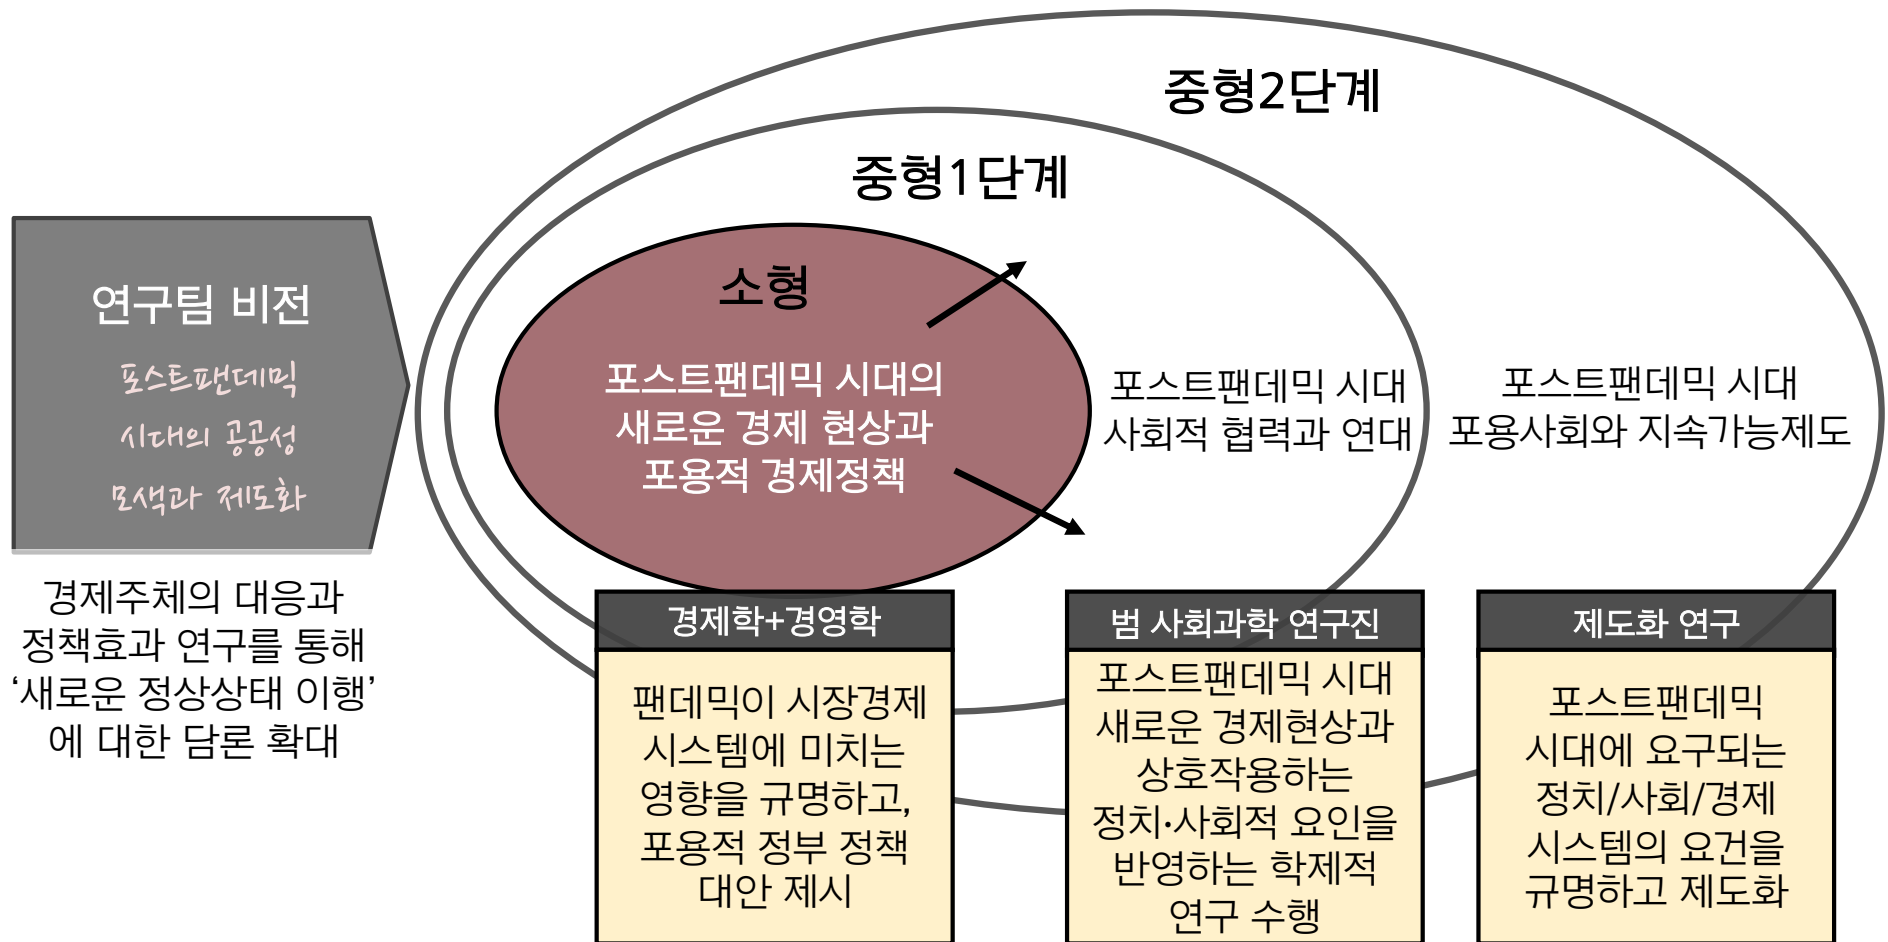 연구팀 비전
포스트팬데믹
시대의 공공성
모색과 제도화
경제주체의 대응과
정책효과 연구를 통해
‘새로운 정상상태 이행’
에 대한 담론 확대
중형2단계
중형1단계
소형
포스트팬데믹 시대의
새로운 경제 현상과
포용적 경제정책
포스트팬데믹 시대
사회적 협력과 연대
포스트팬데믹 시대
포용사회와 지속가능제도
경제학+경영학
팬데믹이 시장경제
시스템에 미치는
영향을 규명하고,
포용적 정부 정책
대안 제시
범 사회과학 연구진
포스트팬데믹 시대
새로운 경제현상과
상호작용하는
정치·사회적 요인을
반영하는 학제적
연구 수행
제도화 연구
포스트팬데믹
시대에 요구되는
정치/사회/경제
시스템의 요건을
규명하고 제도화